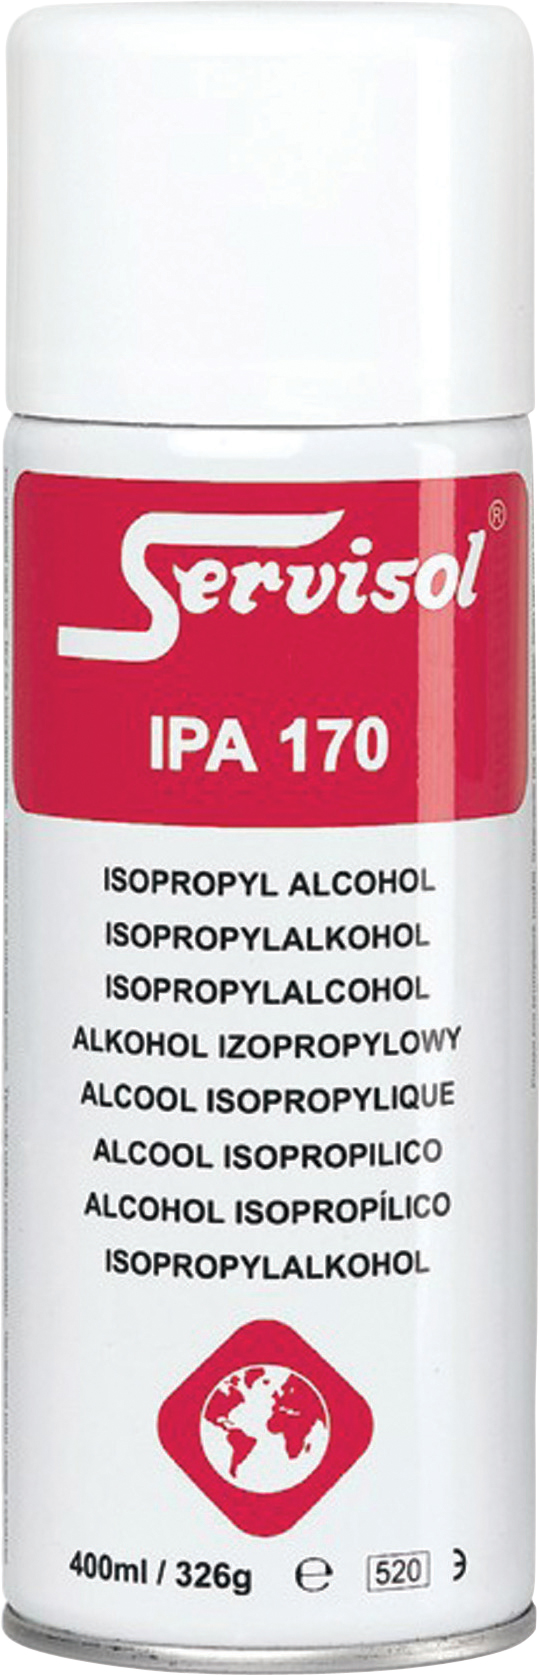 Servisol®
IPA 170
ISOPROPYL ALCOHOL
ISOPROPYLALKOHOL
ISOPROPYLALCOHOL
ALKOHOL IZOPROPYLOWY
ALCOOL ISOPROPYLIQUE
ALCOOL ISOPROPILICO
ALCOHOL ISOPROPÍLICO
ISOPROPYLALKOHOL
400ml / 326g ℮ 520 ϶